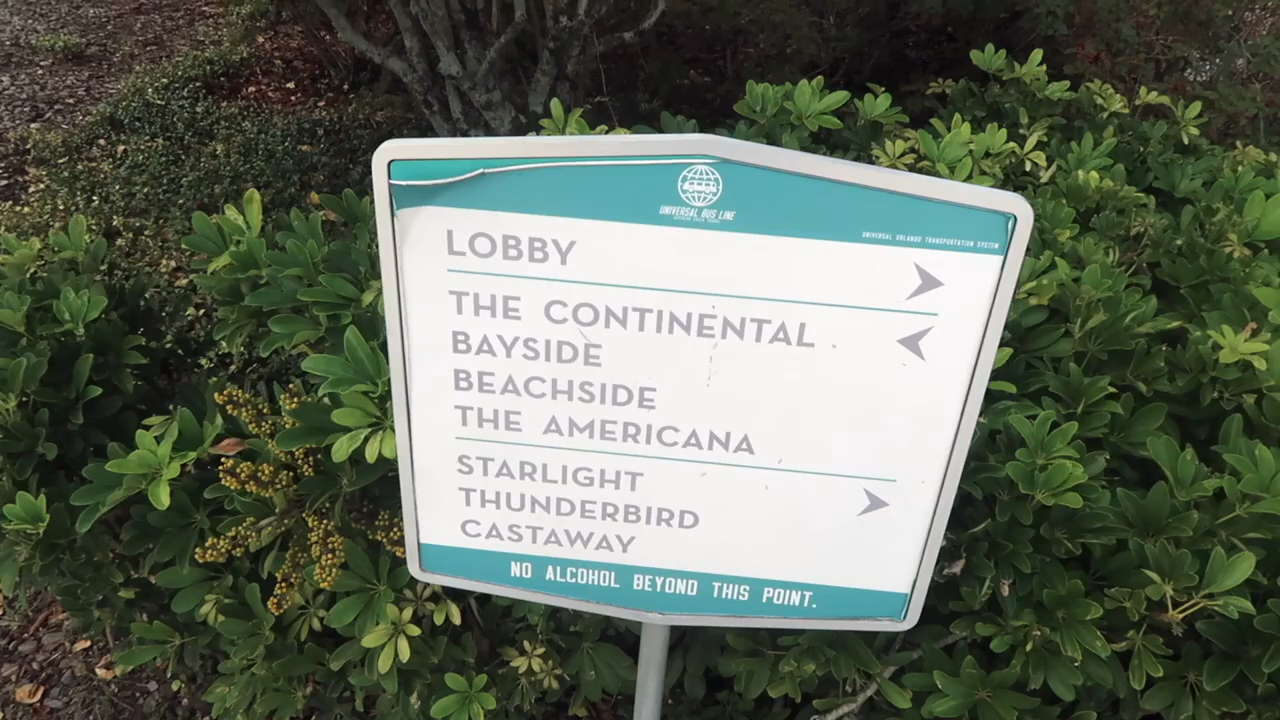 UNIVERSAL BUS LINE
UNIVERSAL ORLANDO TRANSPORTATION SYSTEM
LOBBY
THE CONTINENTAL
BAYSIDE
BEACHSIDE
THE AMERICANA
STARLIGHT
THUNDERBIRD
CASTAWAY
NO ALCOHOL BEYOND THIS POINT.